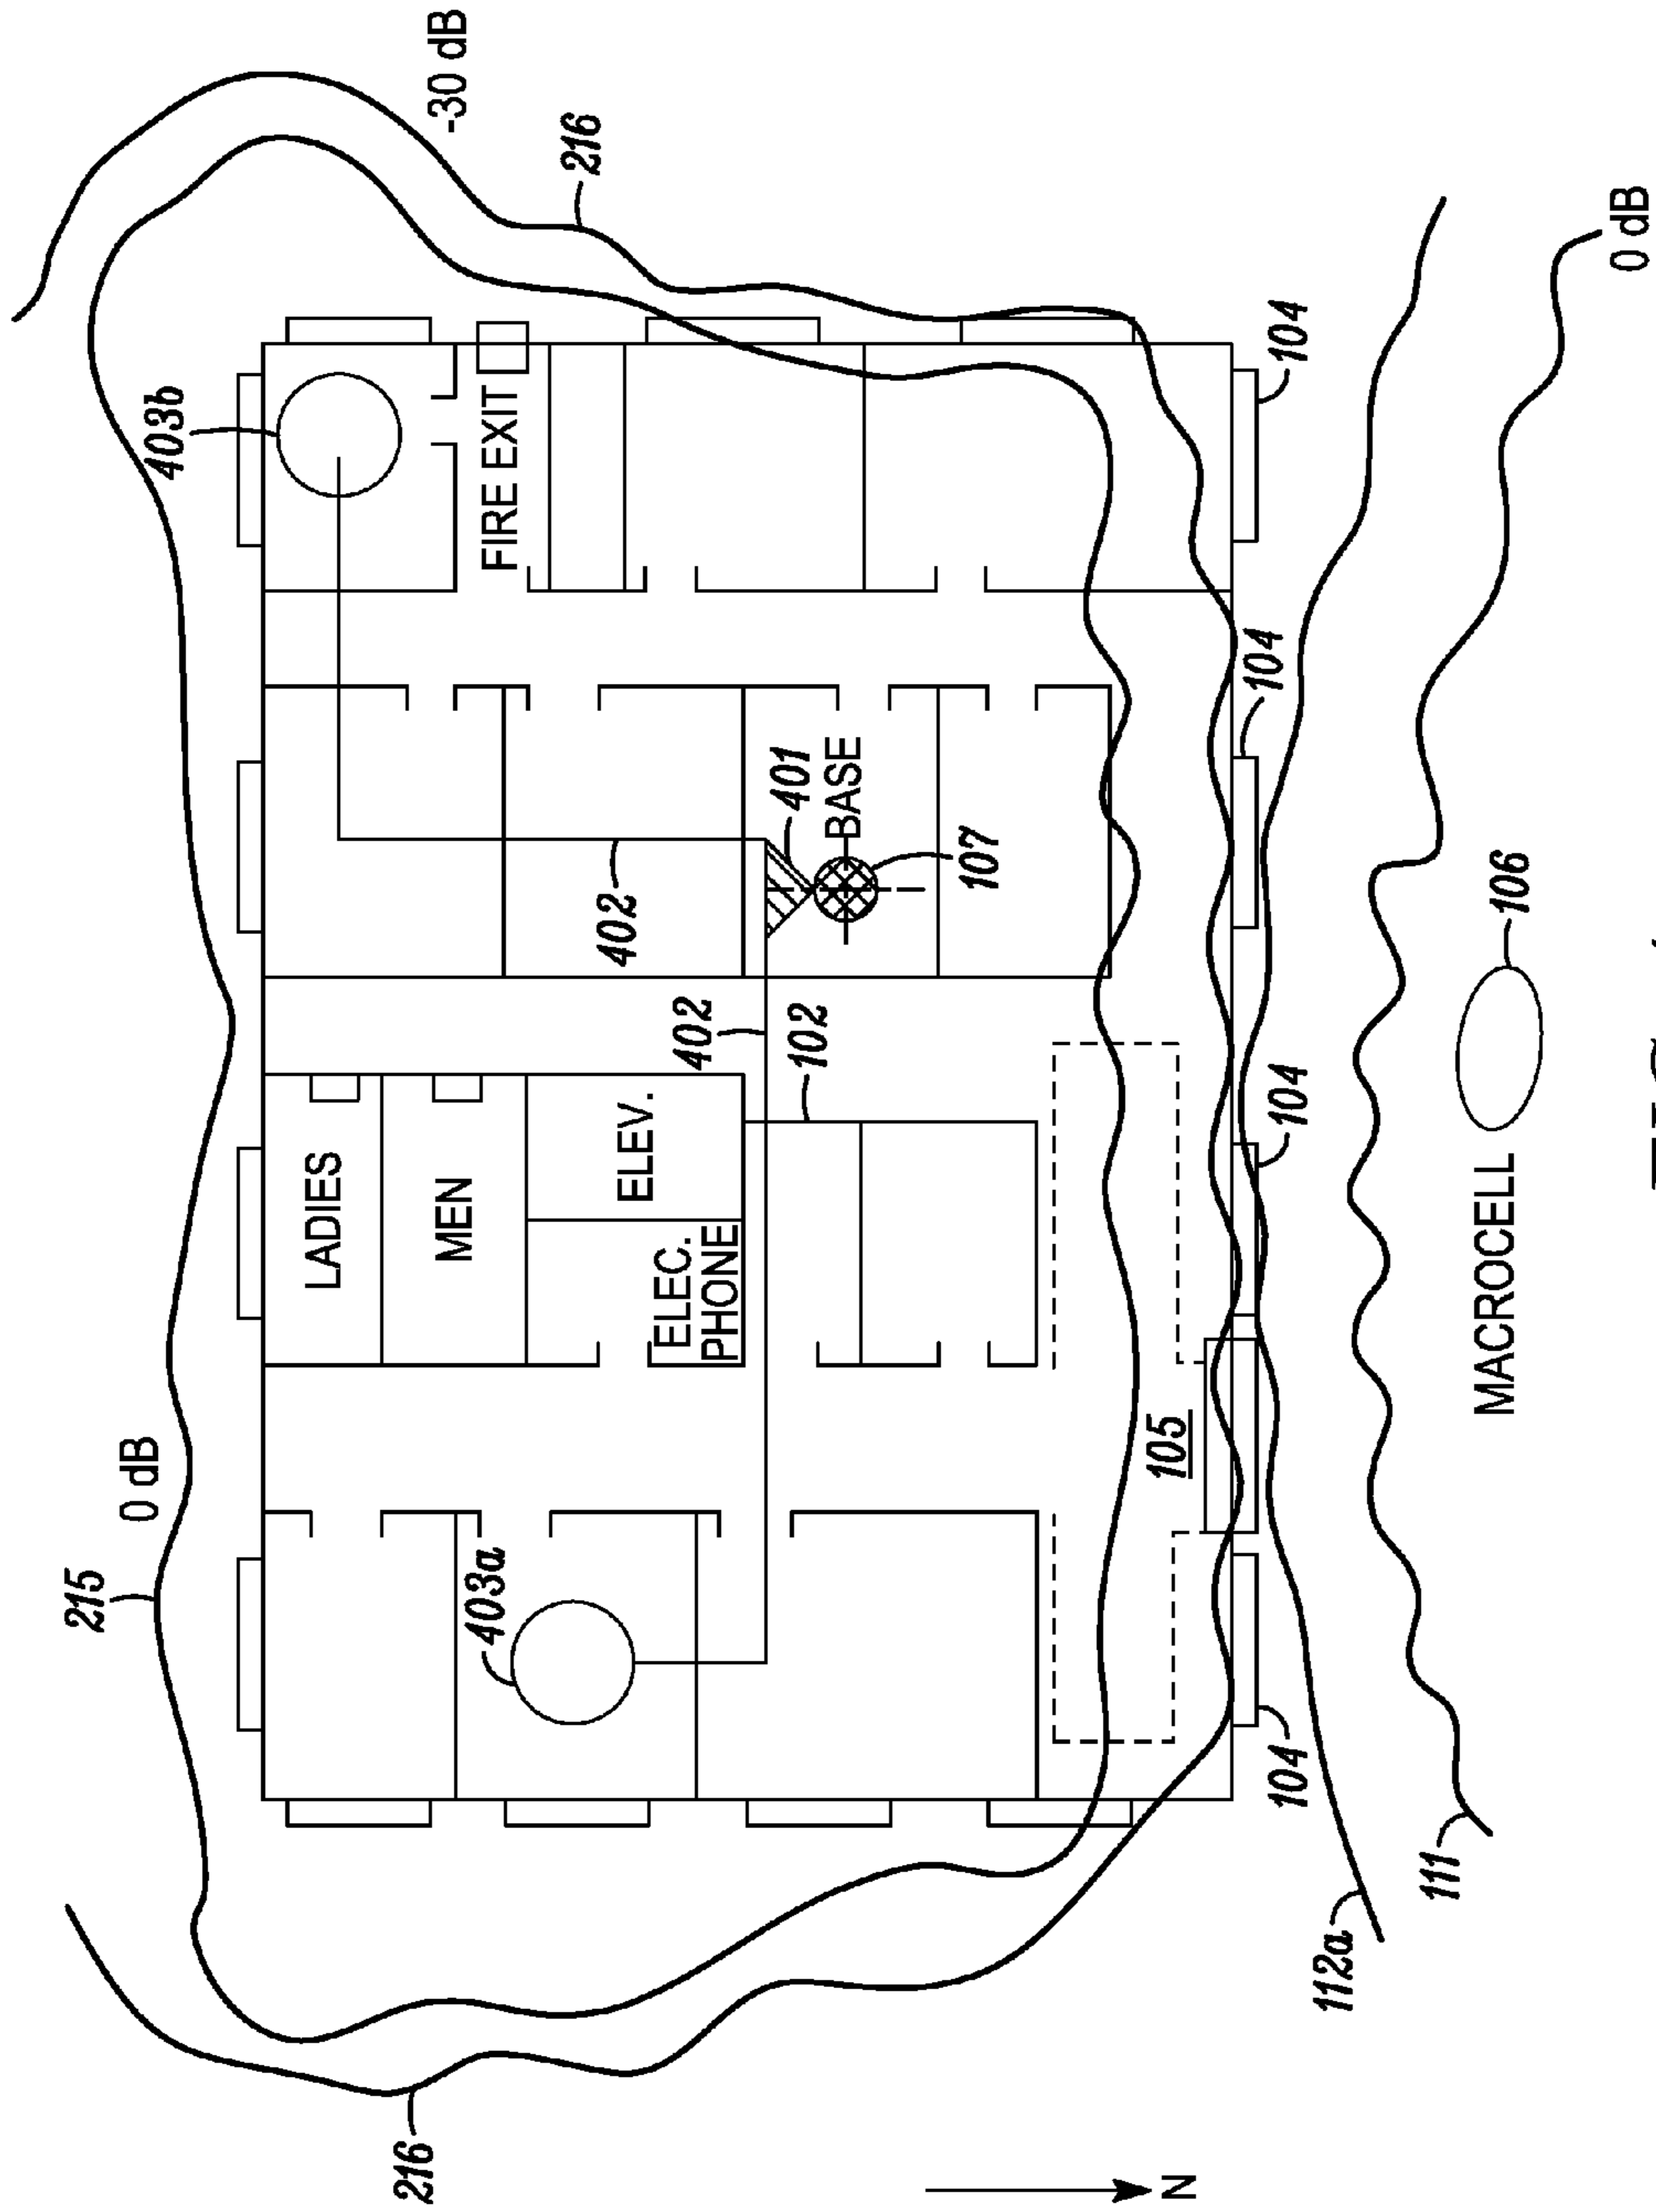 215
0 dB
403b
-30 dB
216
LADIES
MEN
FIRE EXIT
403a
ELEV.
ELEC.
PHONE
402
402
401
BASE
102
107
105
104
104
104
104
216
N
112a
111
MACROCELL
106
0 dB